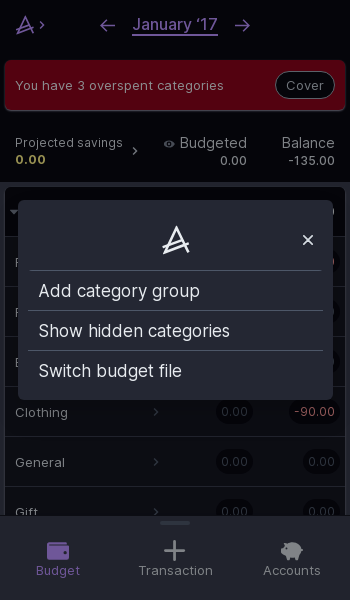 January ‘17
You have 3 overspent categories
Cover
Projected savings
0.00
Budgeted
0.00
Balance
-135.00
Add category group
Show hidden categories
Switch budget file
Clothing 0.00 -90.00
General 0.00 0.00
Gift 0.00 0.00
Budget
Transaction
Accounts